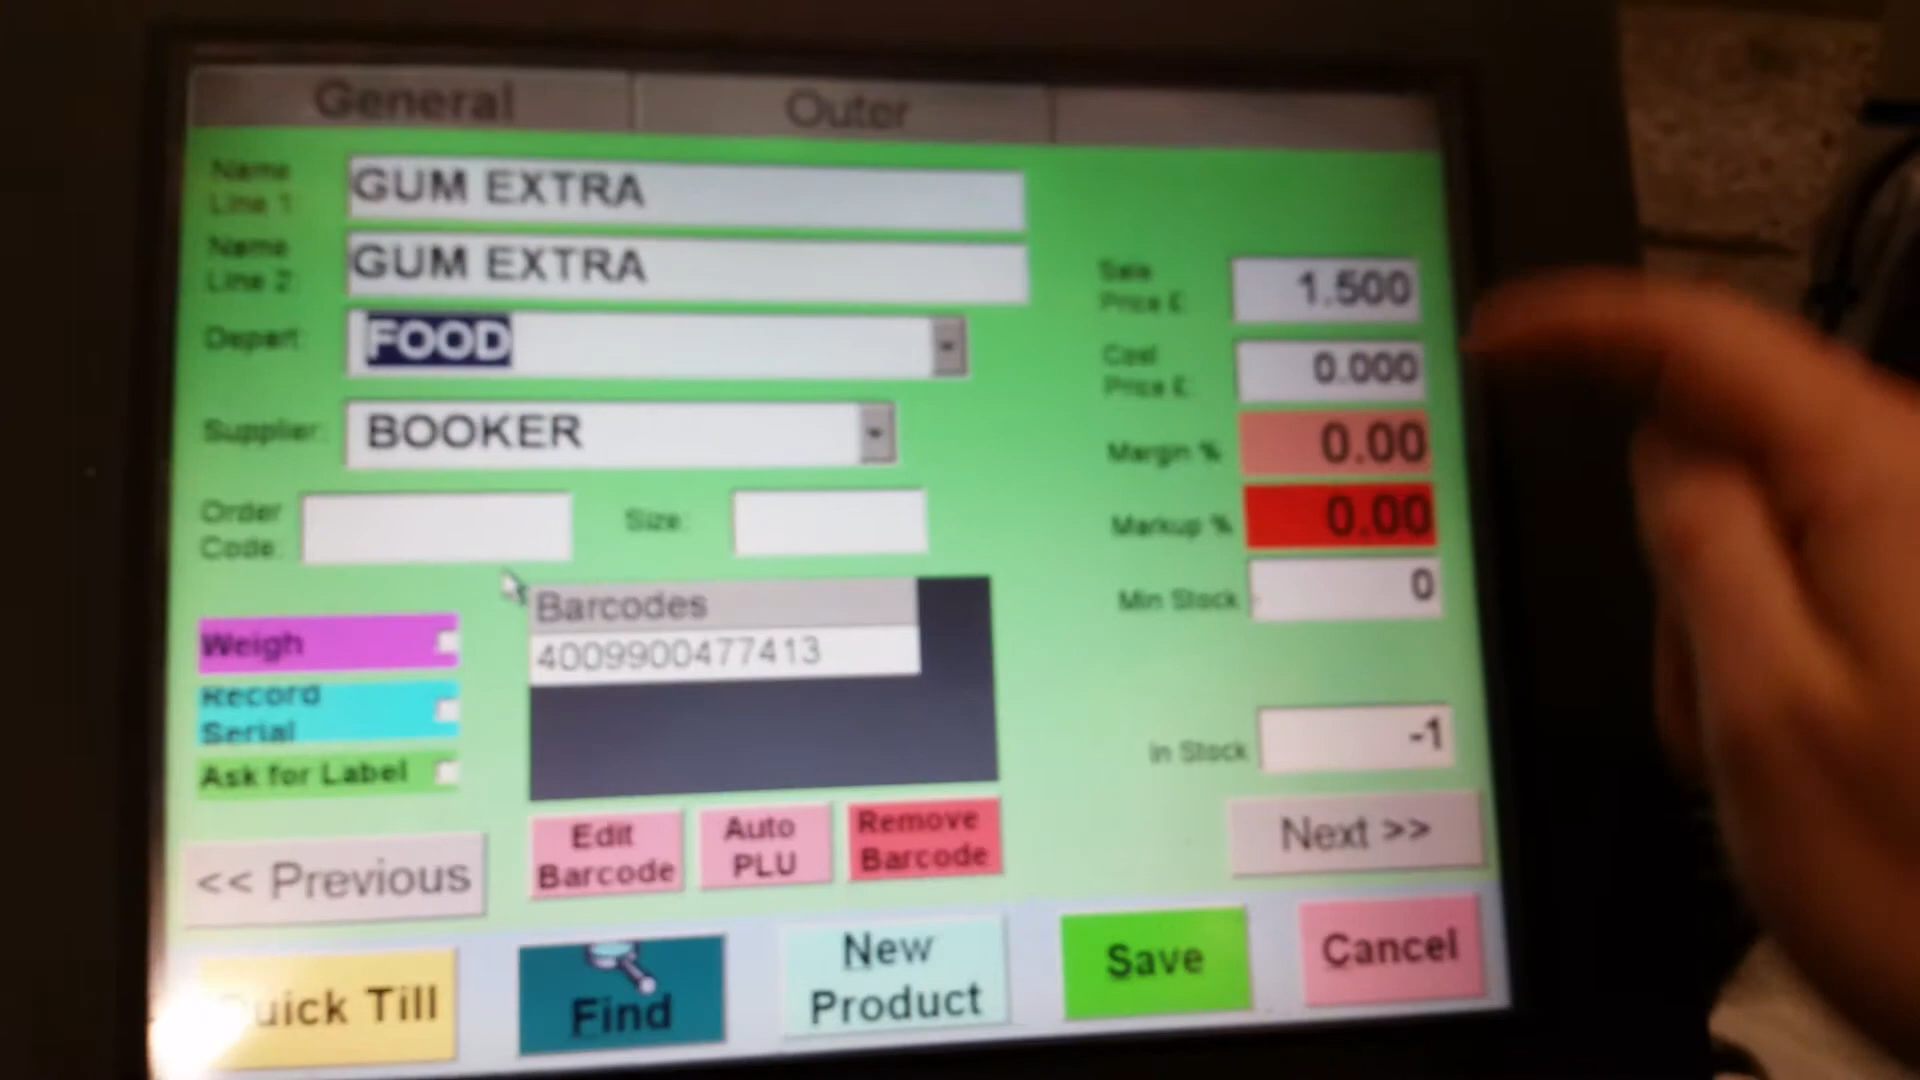 General
Outer
Name
Line 1:
GUM EXTRA
Name
Line 2:
GUM EXTRA
Depart:
FOOD
Supplier:
BOOKER
Order
Code:
Size:
Sale
Price £:
1.500
Cost
Price £:
0.000
Margin %
0.00
Markup %
0.00
Min Stock
0
In Stock
-1
Weigh
Record
Serial
Ask for Label
Barcodes
4009900477413
Edit
Barcode
Auto
PLU
Remove
Barcode
<< Previous
Next >>
Quick Till
Find
New
Product
Save
Cancel